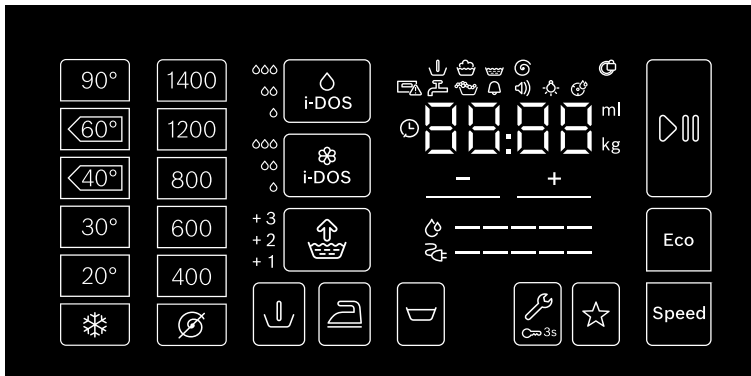 90°
60°
40°
30°
20°
1400
1200
800
600
400
i-DOS
i-DOS
+ 3
+ 2
+ 1
88:88
ml
kg
− +
3s
Eco
Speed